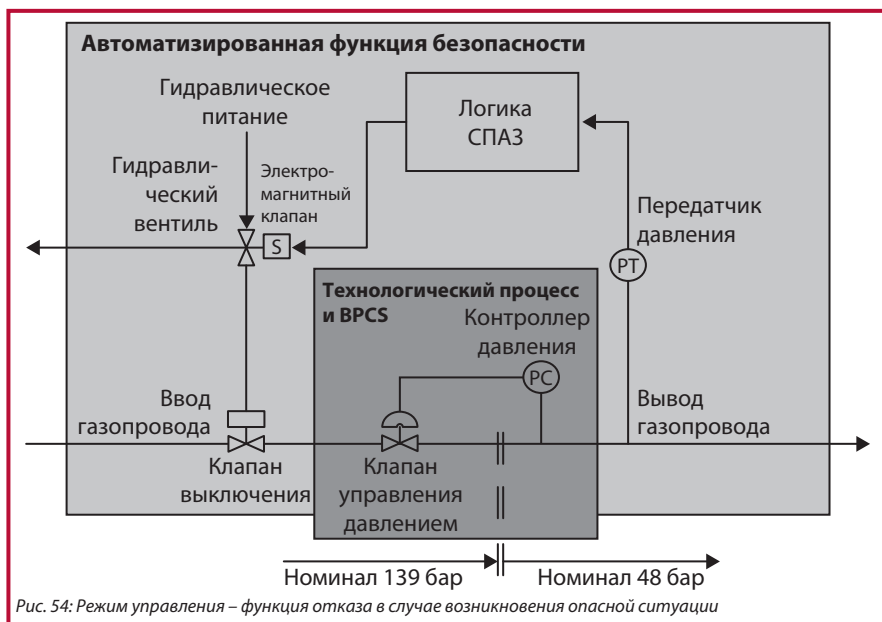 Автоматизированная функция безопасности
Гидравлическое
питание
Логика
СПАЗ
Гидравли-
ческий
вентиль
Электро-
магнитный
клапан
S
Передатчик
давления
PT
Технологический процесс
и BPCS
Контроллер
давления
PC
Ввод
газопровода
Вывод
газопровода
Клапан
выключения
Клапан
управления
давлением
Номинал 139 бар
Номинал 48 бар
Рис. 54: Режим управления – функция отказа в случае возникновения опасной ситуации